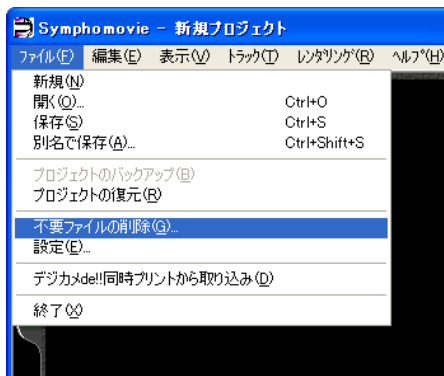 Symphomovie - 新規プロジェクト
ファイル(F) 編集(E) 表示(V) トラック(T) レンダリング(R) ヘルプ(H)
新規(N)
開く(O)... Ctrl+O
保存(S) Ctrl+S
別名で保存(A)... Ctrl+Shift+S
プロジェクトのバックアップ(B)
プロジェクトの復元(R)
不要ファイルの削除(G)...
設定(E)...
デジカメde!!同時プリントから取り込み(D)
終了(X)